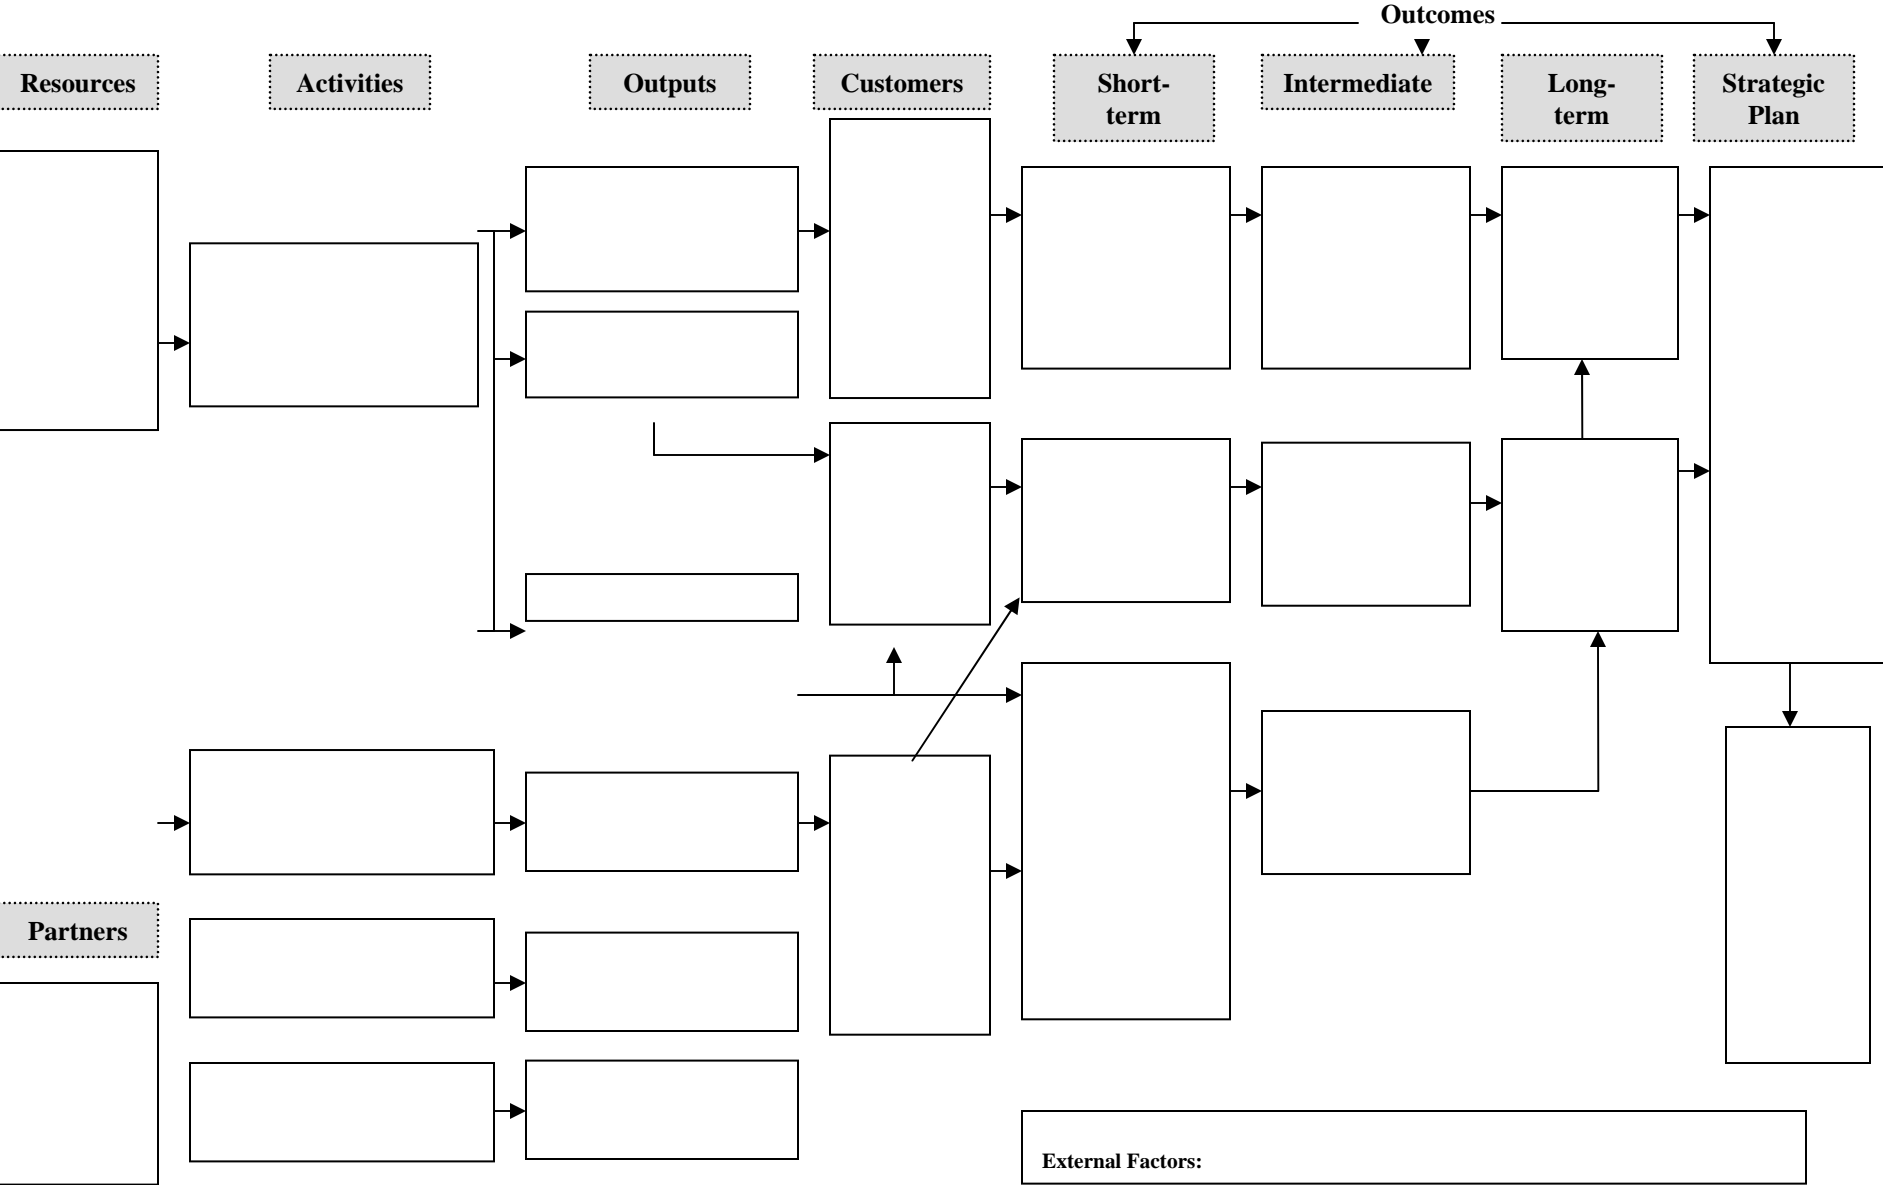 Outcomes
Resources
Activities
Outputs
Customers
Short-
term
Intermediate
Long-
term
Strategic
Plan
Partners
External Factors: